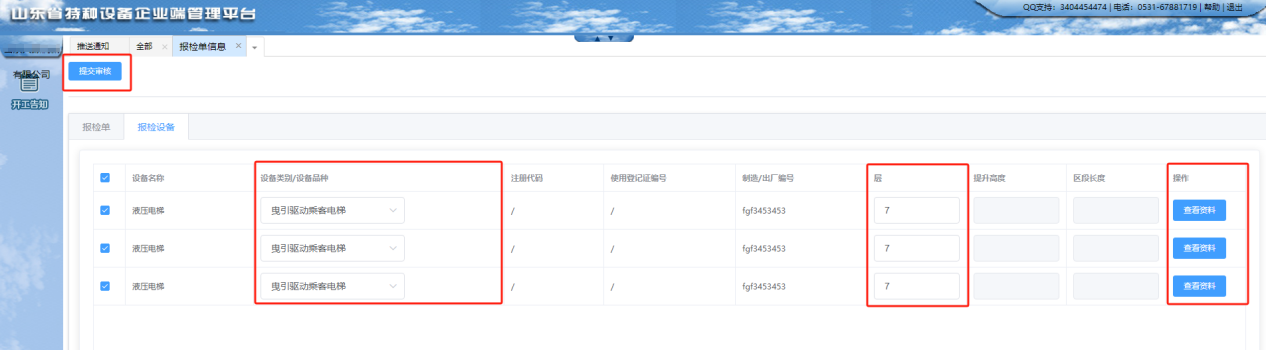 山东省特种设备企业端管理平台
QQ支持：3404454474 | 电话：0531-67881719 | 帮助 | 退出
推送通知 全部 × 报检单信息 ×
有限公司
提交审核
开工告知
报检单 报检设备
设备名称 设备类别/设备品种 注册代码 使用登记证编号 制造/出厂编号 层 提升高度 区段长度 操作
液压电梯 曳引驱动乘客电梯 / / fgf3453453 7 查看资料
液压电梯 曳引驱动乘客电梯 / / fgf3453453 7 查看资料
液压电梯 曳引驱动乘客电梯 / / fgf3453453 7 查看资料